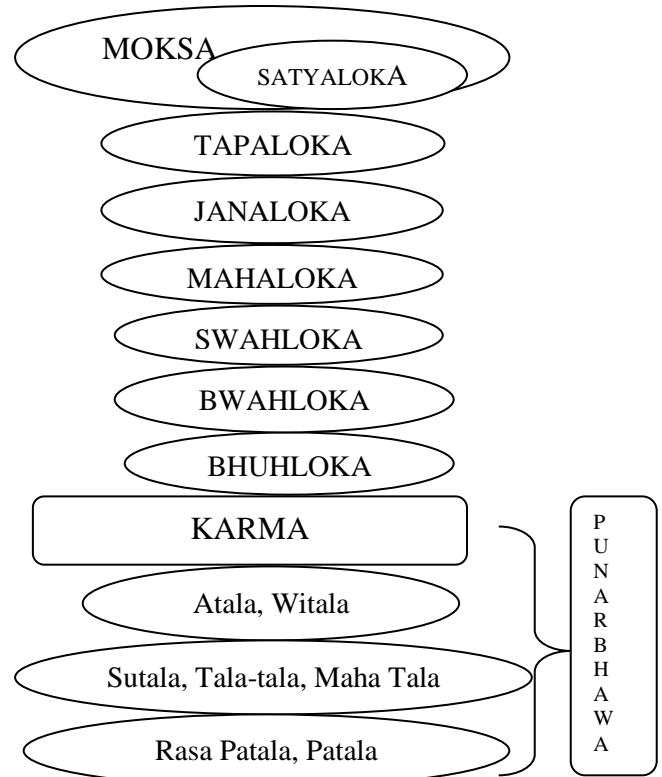 MOKSA
SATYALOKA
TAPALOKA
JANALOKA
MAHALOKA
SWAHLOKA
BWAHLOKA
BHUHLOKA
KARMA
Atala, Witala
Sutala, Tala-tala, Maha Tala
Rasa Patala, Patala
P
U
N
A
R
B
H
A
W
A